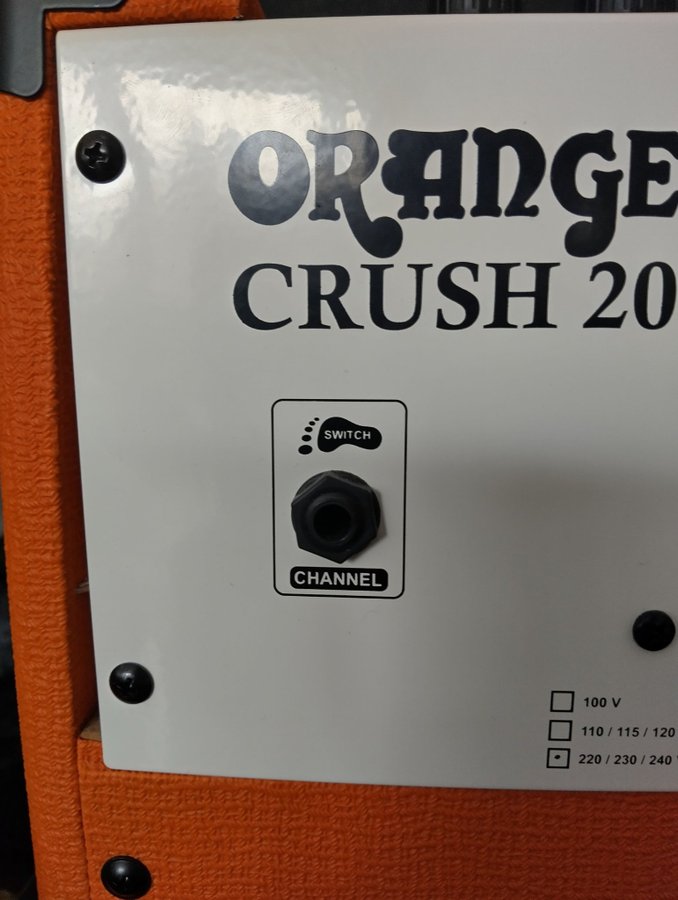 ORANGE
CRUSH 20
SWITCH
CHANNEL
100 V
110 / 115 / 120
220 / 230 / 240